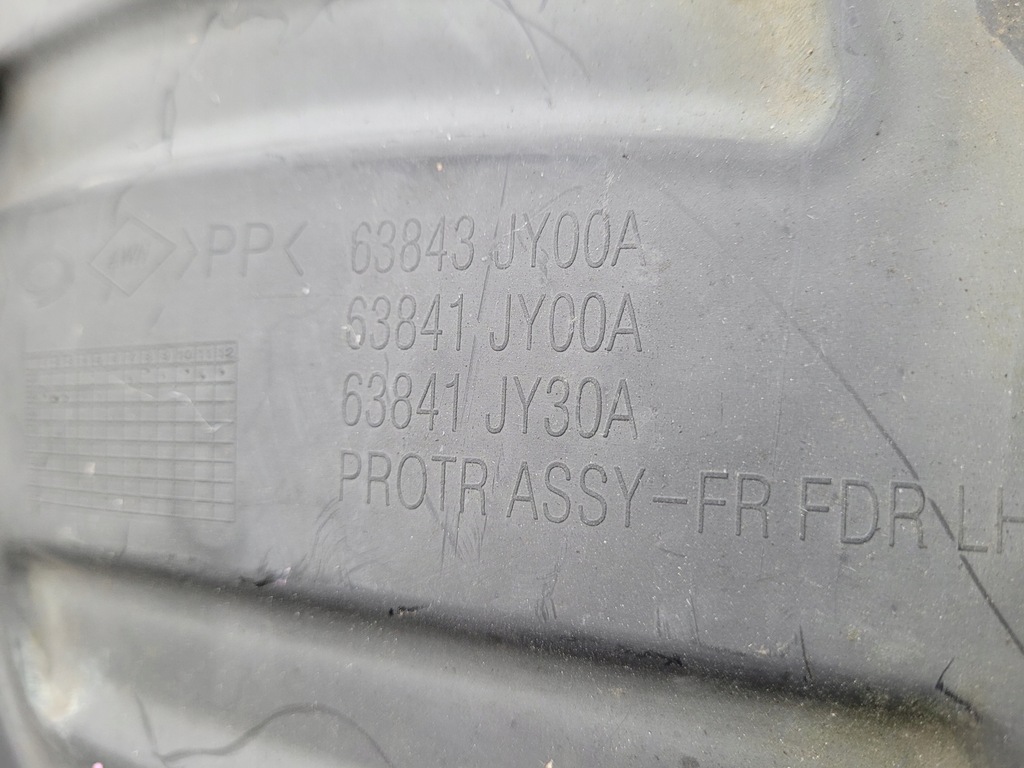 >PP< 63843 JY00A
63841 JY00A
63841 JY30A
PROTR ASSY-FR FDR LH